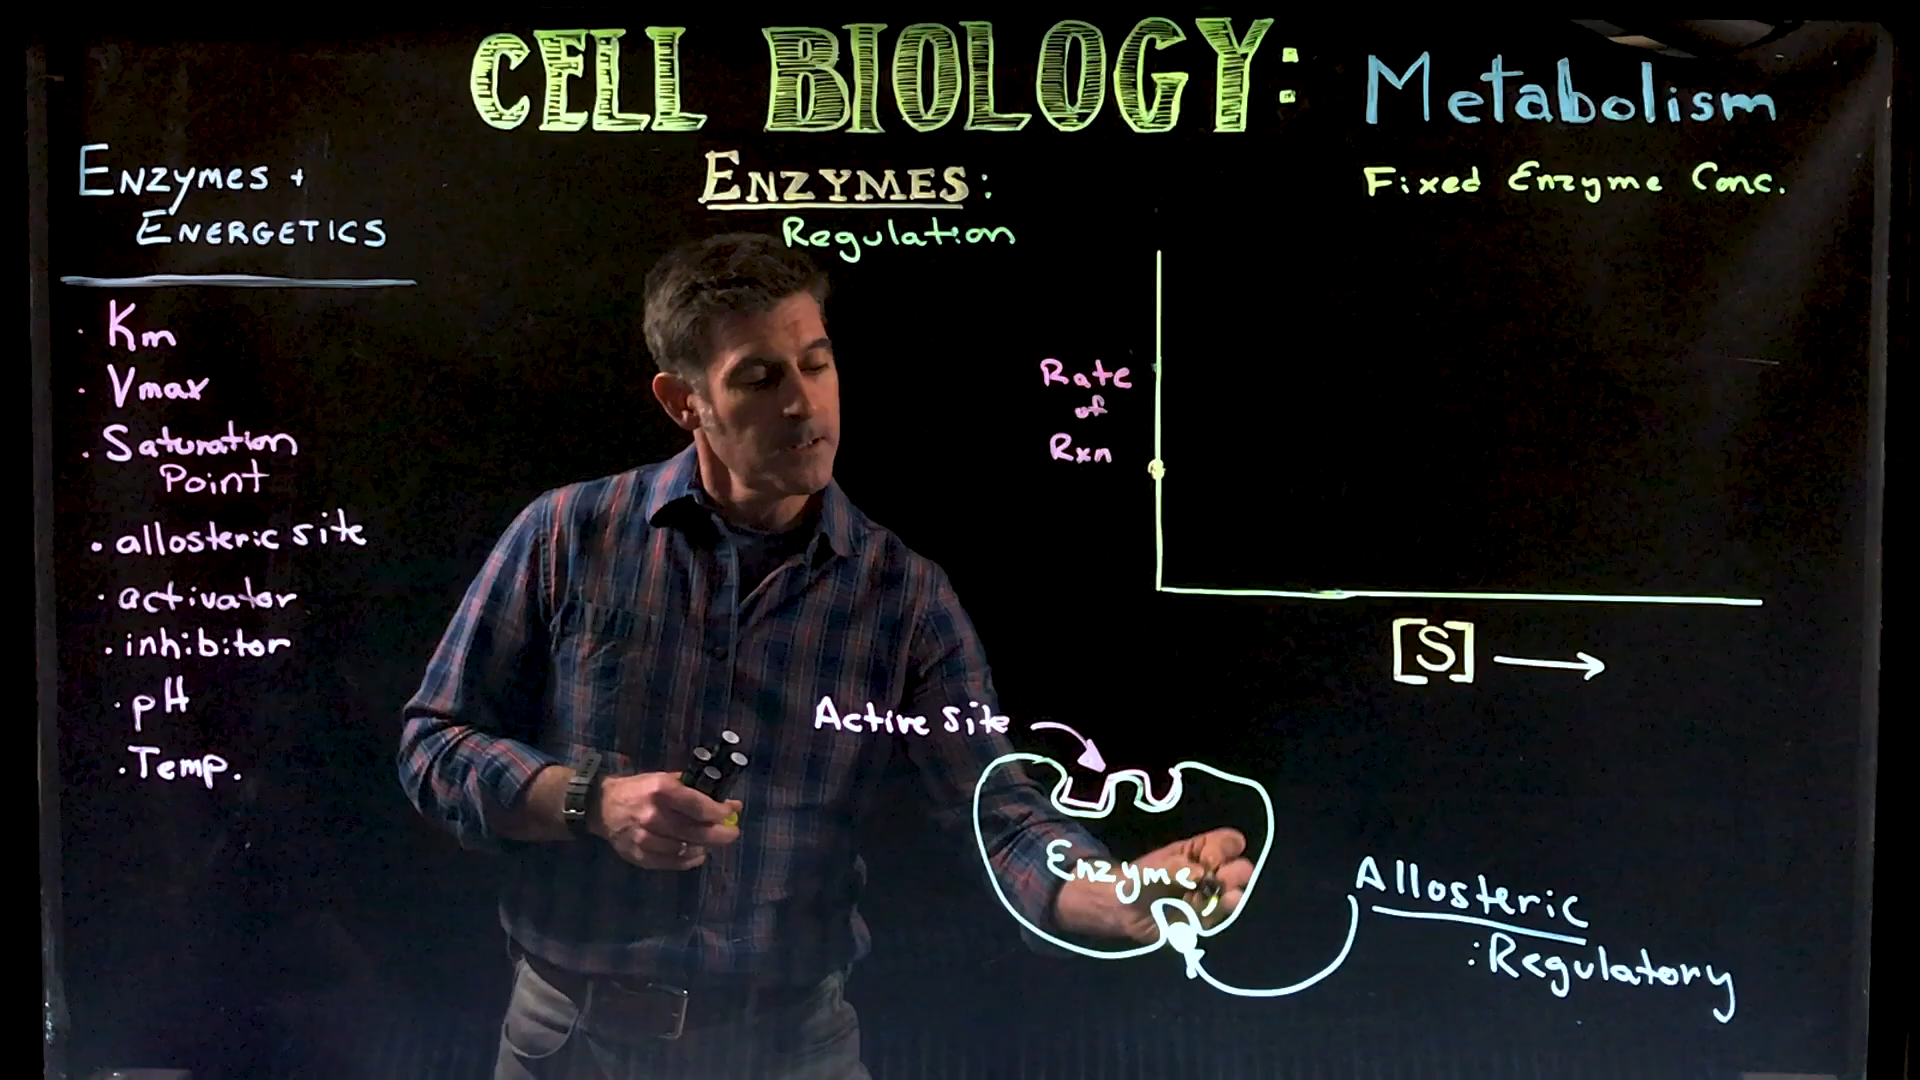 CELL BIOLOGY: Metabolism
Enzymes +
Energetics
· Km
· Vmax
· Saturation
Point
· allosteric site
· activator
· inhibitor
· pH
· Temp.
Enzymes:
Regulation
Fixed Enzyme Conc.
Rate
of
Rxn
[S] →
Active site
Enzyme
Allosteric
: Regulatory